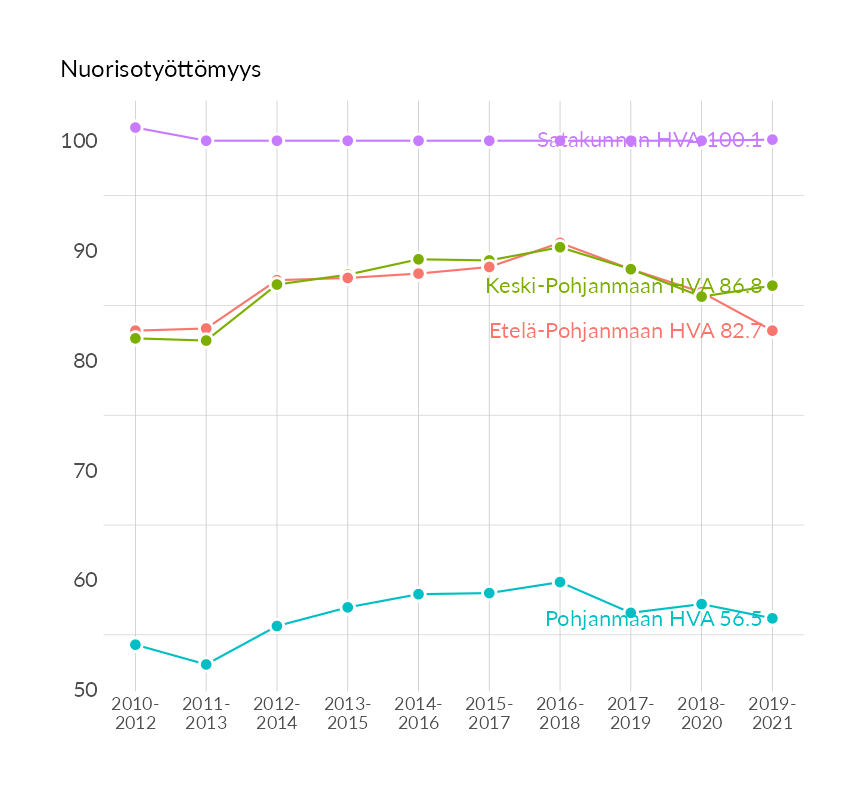 Nuorisotyöttömyys
100
Satakunnan HVA 100.1
90
Keski-Pohjanmaan HVA 86.8
Etelä-Pohjanmaan HVA 82.7
80
70
60
Pohjanmaan HVA 56.5
50
2010- 2011- 2012- 2013- 2014- 2015- 2016- 2017- 2018- 2019-
2012 2013 2014 2015 2016 2017 2018 2019 2020 2021